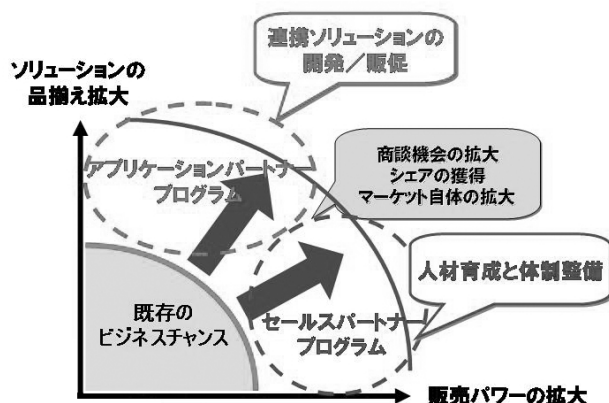 連携ソリューションの
開発／販促
ソリューションの
品揃え拡大
アプリケーションパートナー
プログラム
商談機会の拡大
シェアの獲得
マーケット自体の拡大
人材育成と体制整備
既存の
ビジネスチャンス
セールスパートナー
プログラム
販売パワーの拡大